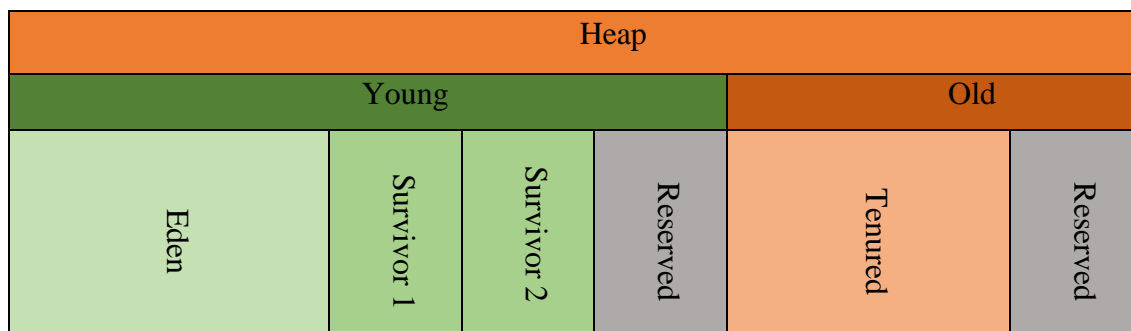 Heap
Young
Old
Eden
Survivor 1
Survivor 2
Reserved
Tenured
Reserved